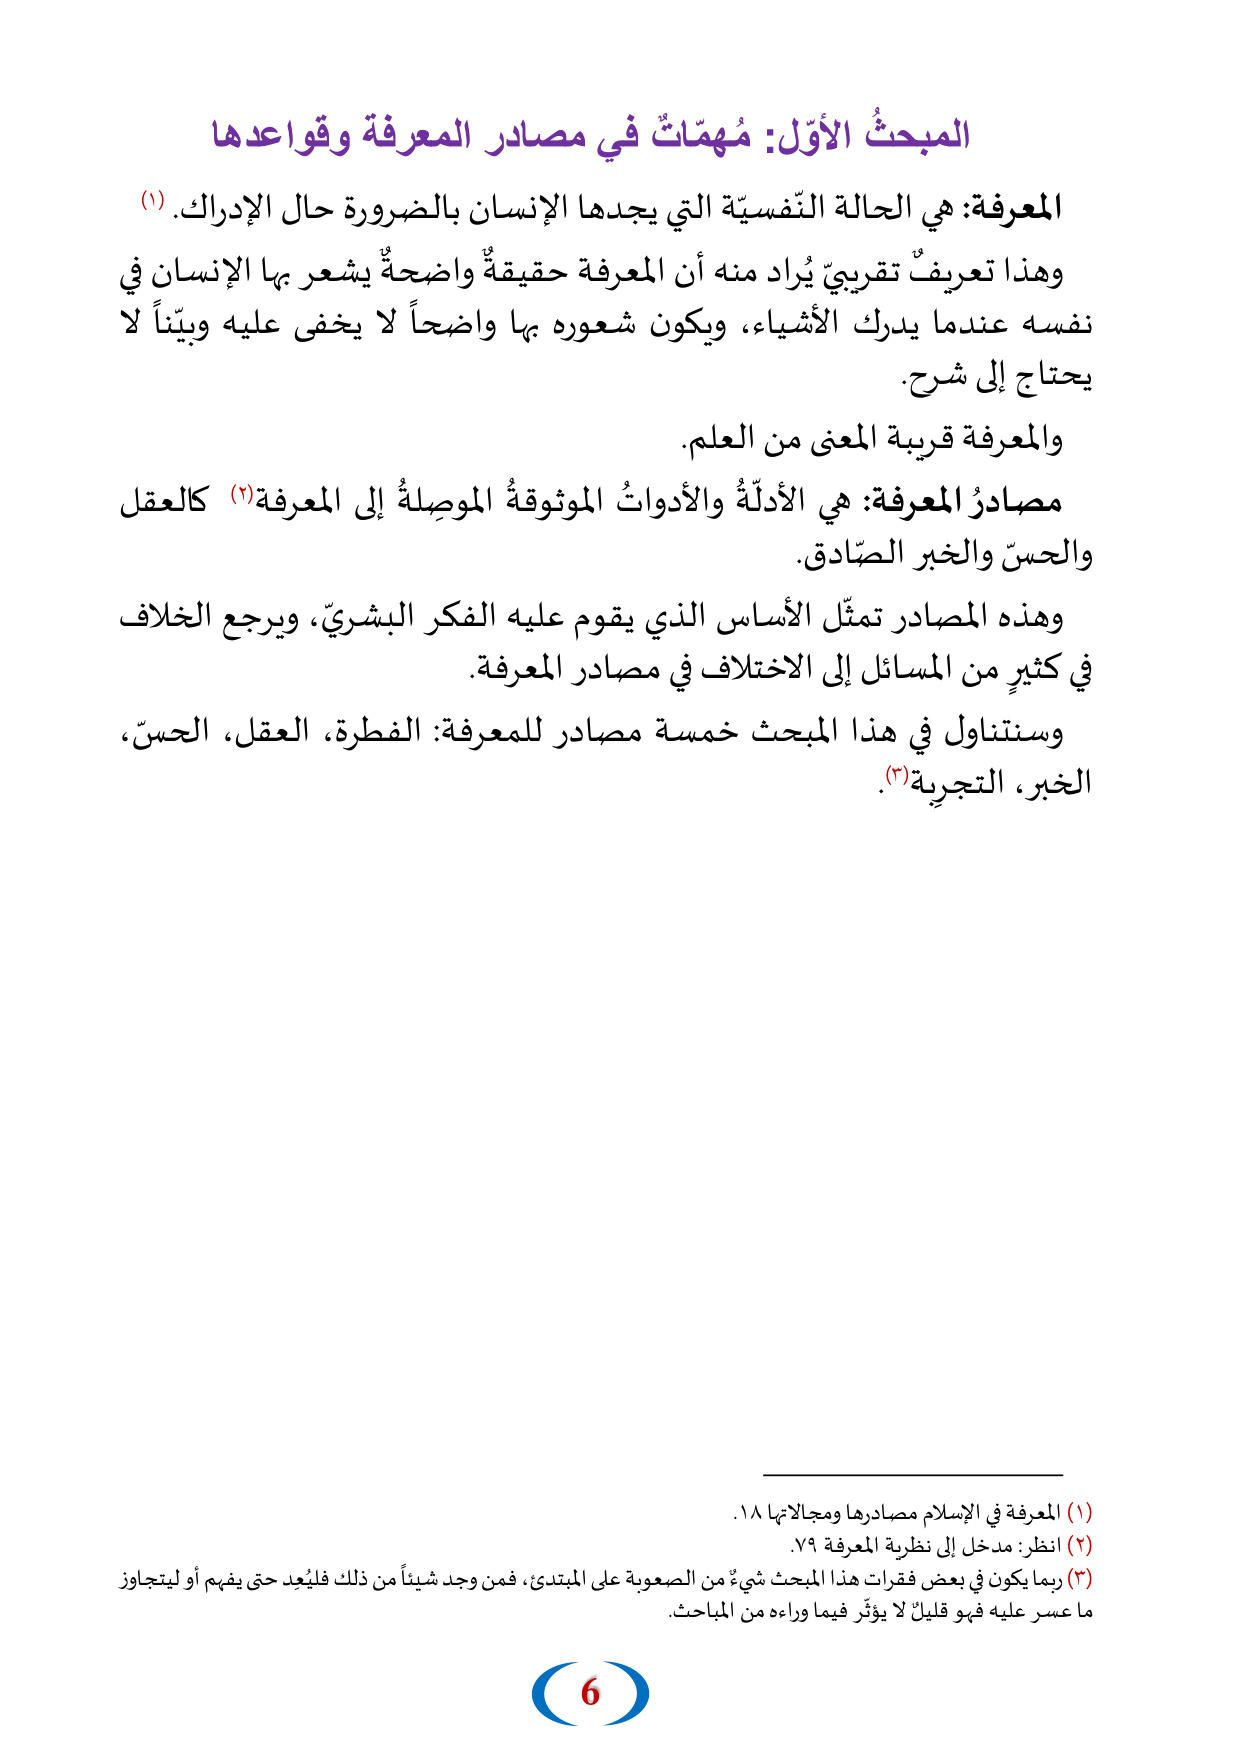 المبحثُ الأوّل: مُهمّاتٌ في مصادر المعرفة وقواعدها
المعرفة: هي الحالة النّفسيّة التي يجدها الإنسان بالضرورة حال الإدراك. (١)
وهذا تعريفٌ تقريبيّ يُراد منه أن المعرفة حقيقةٌ واضحةٌ يشعر بها الإنسان في
نفسه عندما يدرك الأشياء، ويكون شعوره بها واضحاً لا يخفى عليه وبيّناً لا
يحتاج إلى شرح.
والمعرفة قريبة المعنى من العلم.
مصادرُ المعرفة: هي الأدلّةُ والأدواتُ الموثوقةُ الموصِلةُ إلى المعرفة(٢) كالعقل
والحسّ والخبر الصّادق.
وهذه المصادر تمثّل الأساس الذي يقوم عليه الفكر البشريّ، ويرجع الخلاف
في كثيرٍ من المسائل إلى الاختلاف في مصادر المعرفة.
وسنتناول في هذا المبحث خمسة مصادر للمعرفة: الفطرة، العقل، الحسّ،
الخبر، التجرِبة(٣).
(١) المعرفة في الإسلام مصادرها ومجالاتها ١٨.
(٢) انظر: مدخل إلى نظرية المعرفة ٧٩.
(٣) ربما يكون في بعض فقرات هذا المبحث شيءٌ من الصعوبة على المبتدئ، فمن وجد شيئاً من ذلك فليُعِد حتى يفهم أو ليتجاوز
ما عسر عليه فهو قليلٌ لا يؤثّر فيما وراءه من المباحث.
6